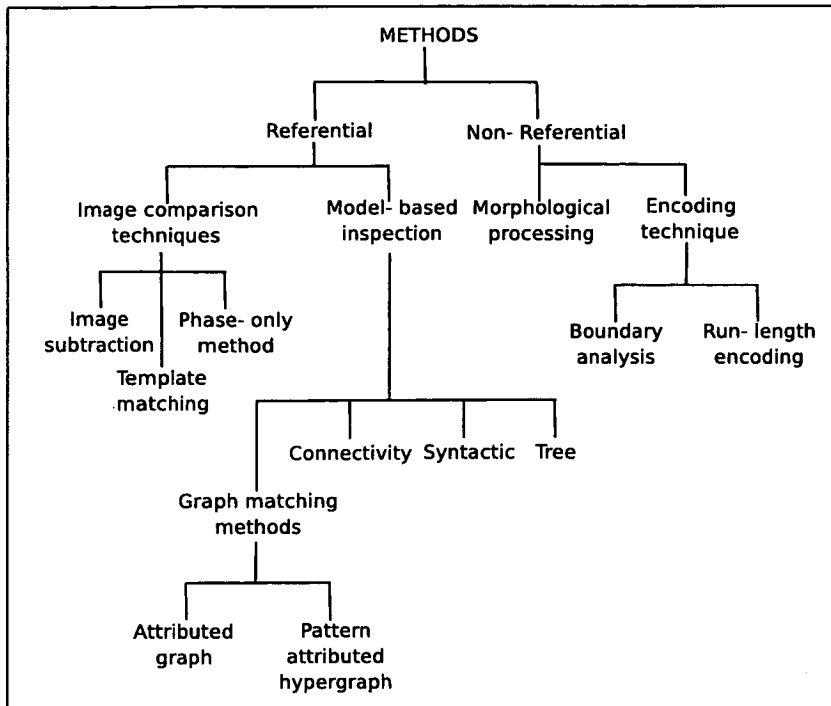 METHODS
Referential
Non- Referential
Image comparison
techniques
Model- based
inspection
Morphological
processing
Encoding
technique
Image
subtraction
Phase- only
method
Template
matching
Boundary
analysis
Run- length
encoding
Connectivity
Syntactic
Tree
Graph matching
methods
Attributed
graph
Pattern
attributed
hypergraph